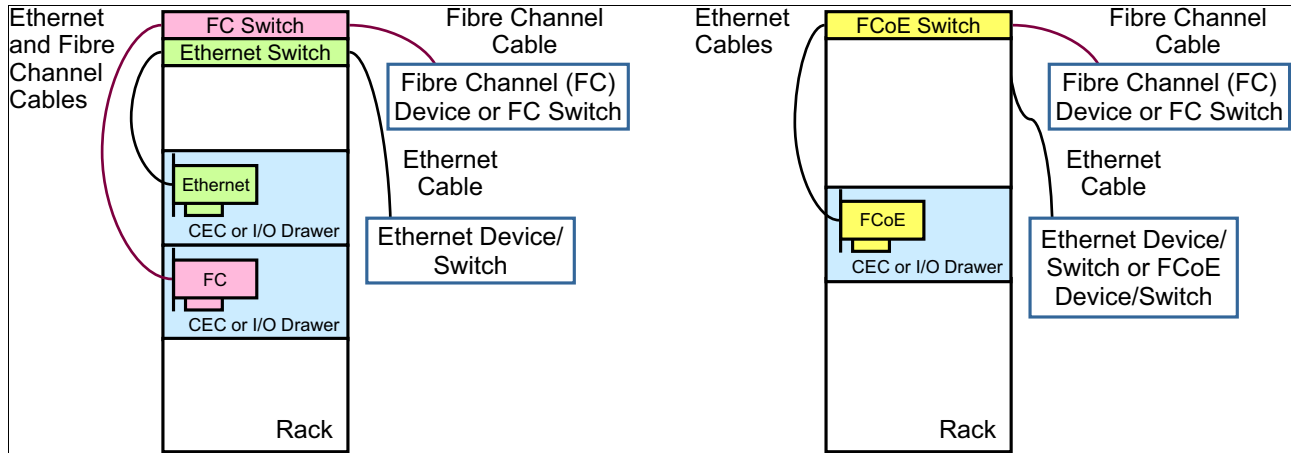 Ethernet
and Fibre
Channel
Cables
FC Switch
Ethernet Switch
Fibre Channel
Cable
Fibre Channel (FC)
Device or FC Switch
Ethernet
Cable
Ethernet Device/
Switch
Ethernet
CEC or I/O Drawer
FC
CEC or I/O Drawer
Rack
Ethernet
Cables
FCoE Switch
Fibre Channel
Cable
Fibre Channel (FC)
Device or FC Switch
Ethernet
Cable
Ethernet Device/
Switch or FCoE
Device/Switch
FCoE
CEC or I/O Drawer
Rack